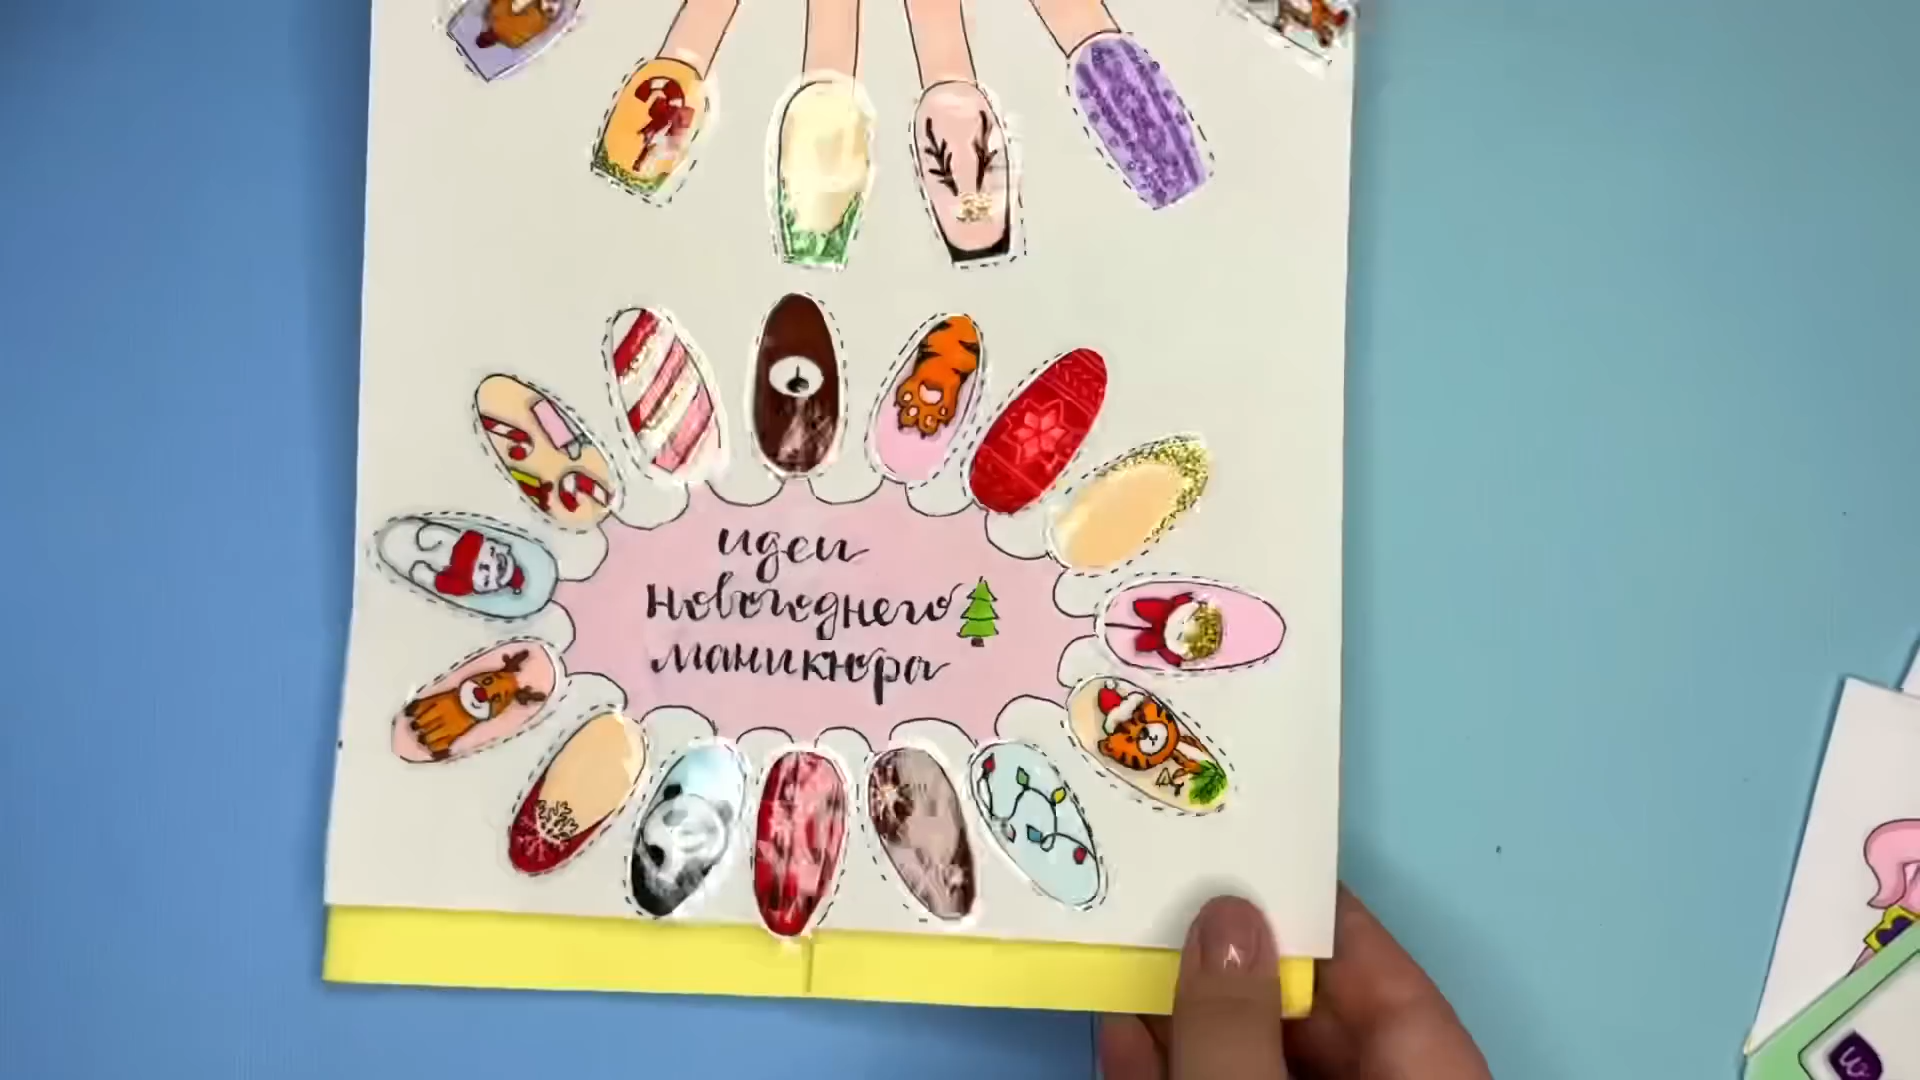 идеи
новогоднего
маникюра